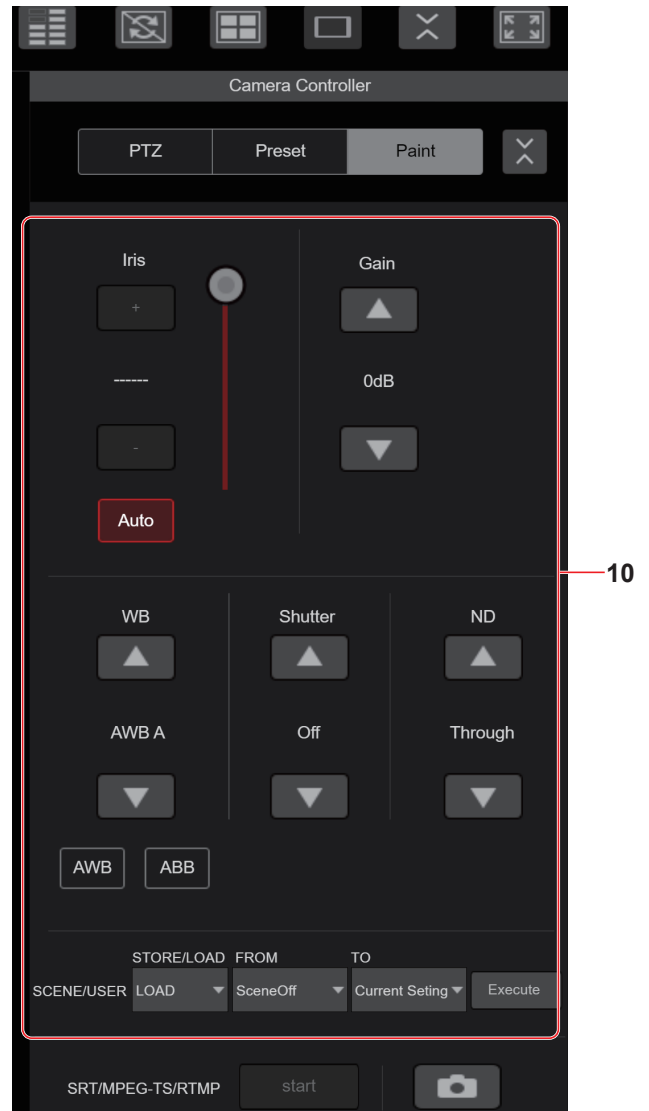 Camera Controller
PTZ Preset Paint
Iris Gain
+
------ 0dB
-
Auto
10
WB Shutter ND
AWB A Off Through
AWB ABB
STORE/LOAD FROM TO
SCENE/USER LOAD SceneOff Current Seting Execute
SRT/MPEG-TS/RTMP start